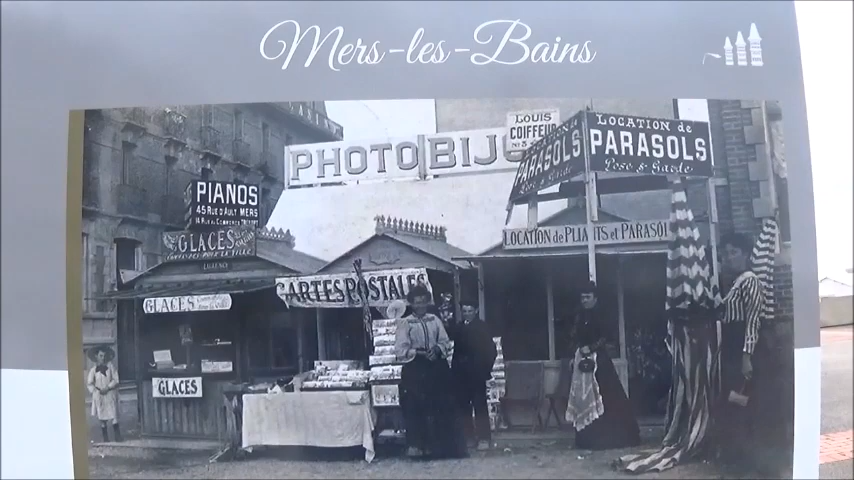 Mers-les-Bains
LOUIS
COIFFEUR
PHOTO BIJO
LOCATION de
PARASOLS
Pose & Garde
PARASOLS
PIANOS
45 RUE D'AULT MERS
GLACES
LOCATION de PLIANTS et PARASOL
GLACES
CARTES POSTALES
GLACES